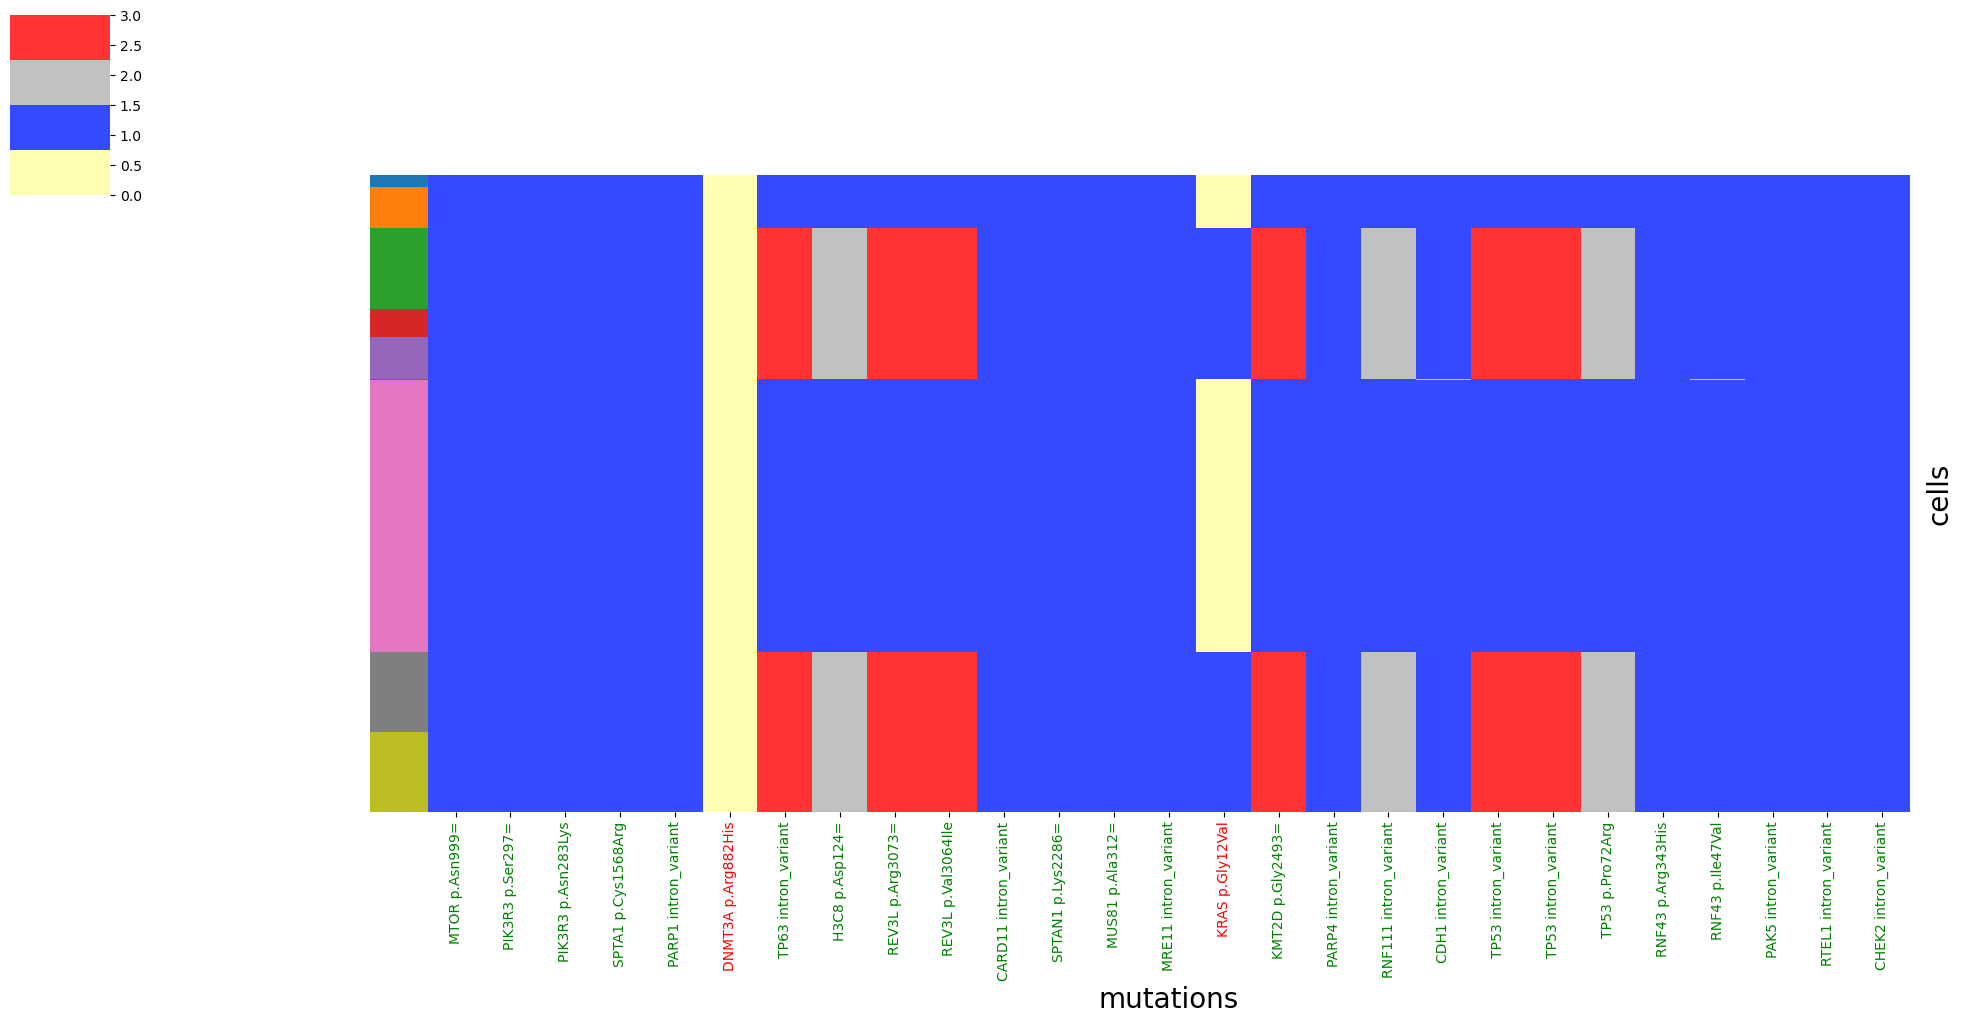 3.0
2.5
2.0
1.5
1.0
0.5
0.0
cells
MTOR p.Asn999=
PIK3R3 p.Ser297=
PIK3R3 p.Asn283Lys
SPTA1 p.Cys1568Arg
PARP1 intron_variant
DNMT3A p.Arg882His
TP63 intron_variant
H3C8 p.Asp124=
REV3L p.Arg3073=
REV3L p.Val3064Ile
CARD11 intron_variant
SPTAN1 p.Lys2286=
MUS81 p.Ala312=
MRE11 intron_variant
KRAS p.Gly12Val
KMT2D p.Gly2493=
PARP4 intron_variant
RNF111 intron_variant
CDH1 intron_variant
TP53 intron_variant
TP53 intron_variant
TP53 p.Pro72Arg
RNF43 p.Arg343His
RNF43 p.Ile47Val
PAK5 intron_variant
RTEL1 intron_variant
CHEK2 intron_variant
mutations